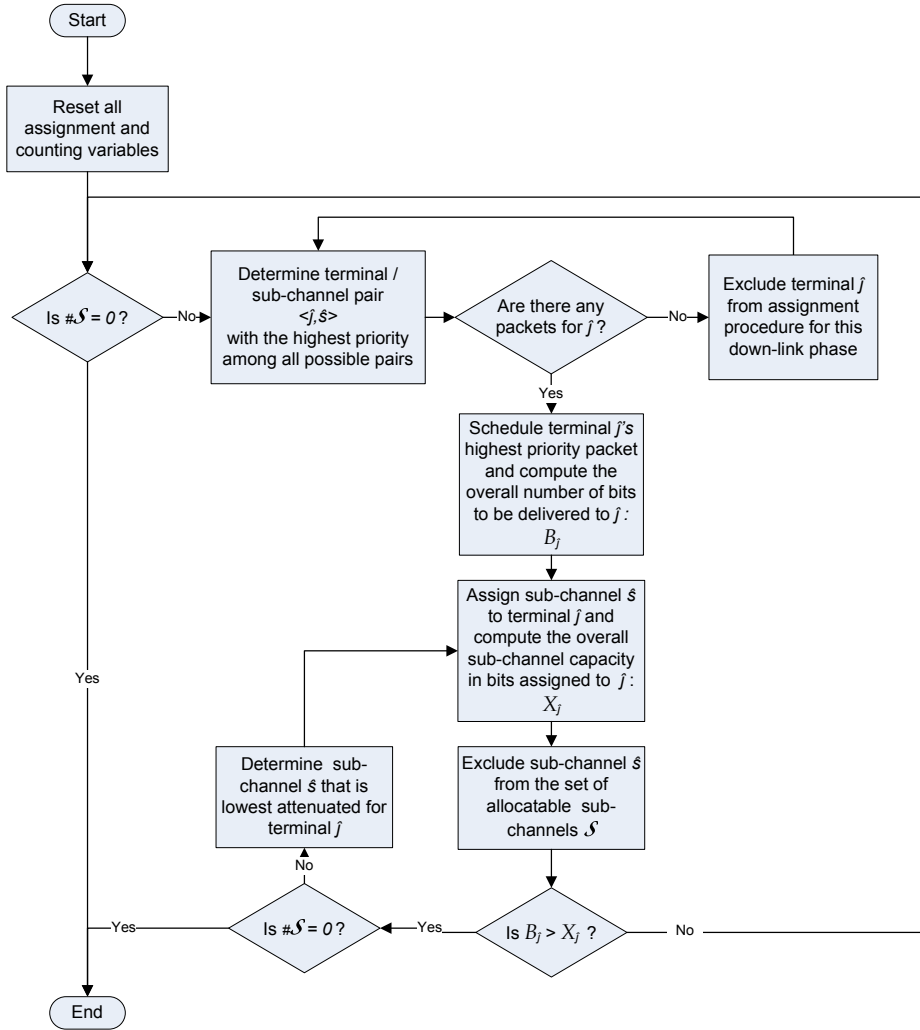 Start
Reset all
assignment and
counting variables
Is #𝒮 = 0 ?
No
Determine terminal /
sub-channel pair
<ĵ,ŝ>
with the highest priority
among all possible pairs
Are there any
packets for ĵ ?
No
Exclude terminal ĵ
from assignment
procedure for this
down-link phase
Yes
Schedule terminal ĵ's
highest priority packet
and compute the
overall number of bits
to be delivered to ĵ :
B_ĵ
Assign sub-channel ŝ
to terminal ĵ and
compute the overall
sub-channel capacity
in bits assigned to ĵ :
X_ĵ
Yes
Determine sub-
channel ŝ that is
lowest attenuated for
terminal ĵ
Exclude sub-channel ŝ
from the set of
allocatable sub-
channels 𝒮
No
Yes
Is #𝒮 = 0 ?
Yes
Is B_ĵ > X_ĵ ?
No
End